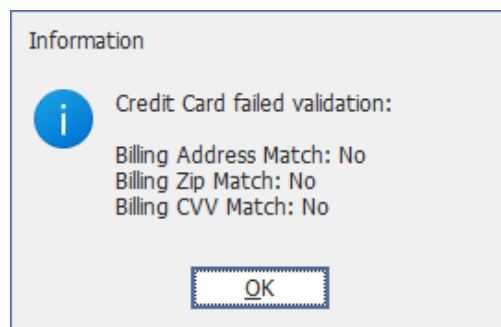 Information
Credit Card failed validation:
Billing Address Match: No
Billing Zip Match: No
Billing CVV Match: No
OK